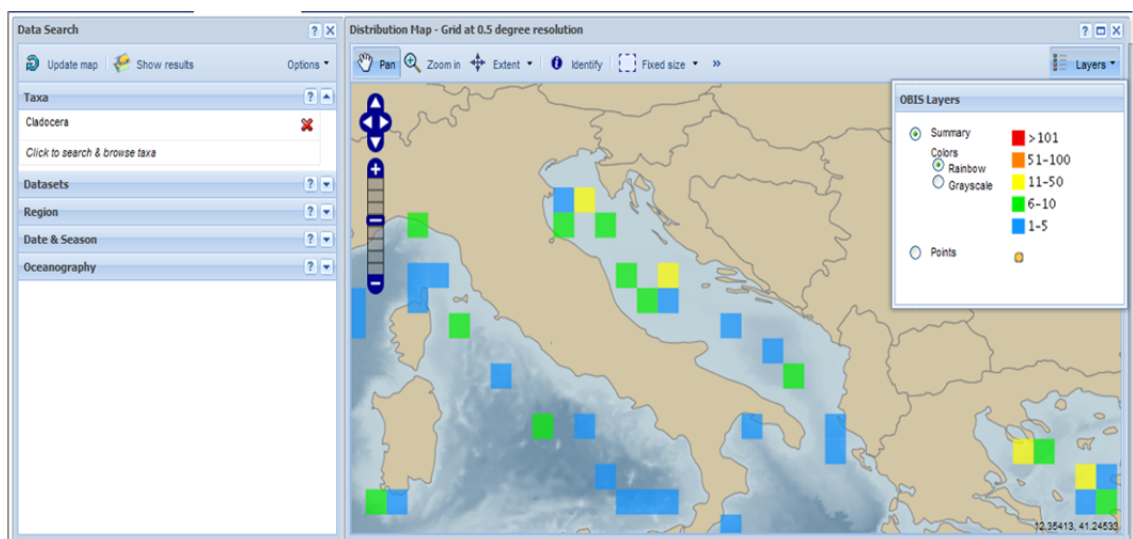 Data Search
Update map Show results Options
Taxa
Cladocera
Click to search & browse taxa
Datasets
Region
Date & Season
Oceanography
Distribution Map - Grid at 0.5 degree resolution
Pan Zoom in Extent Identify Fixed size » Layers
OBIS Layers
Summary
Colors
Rainbow
Grayscale
>101
51-100
11-50
6-10
1-5
Points
12.35413, 41.24533